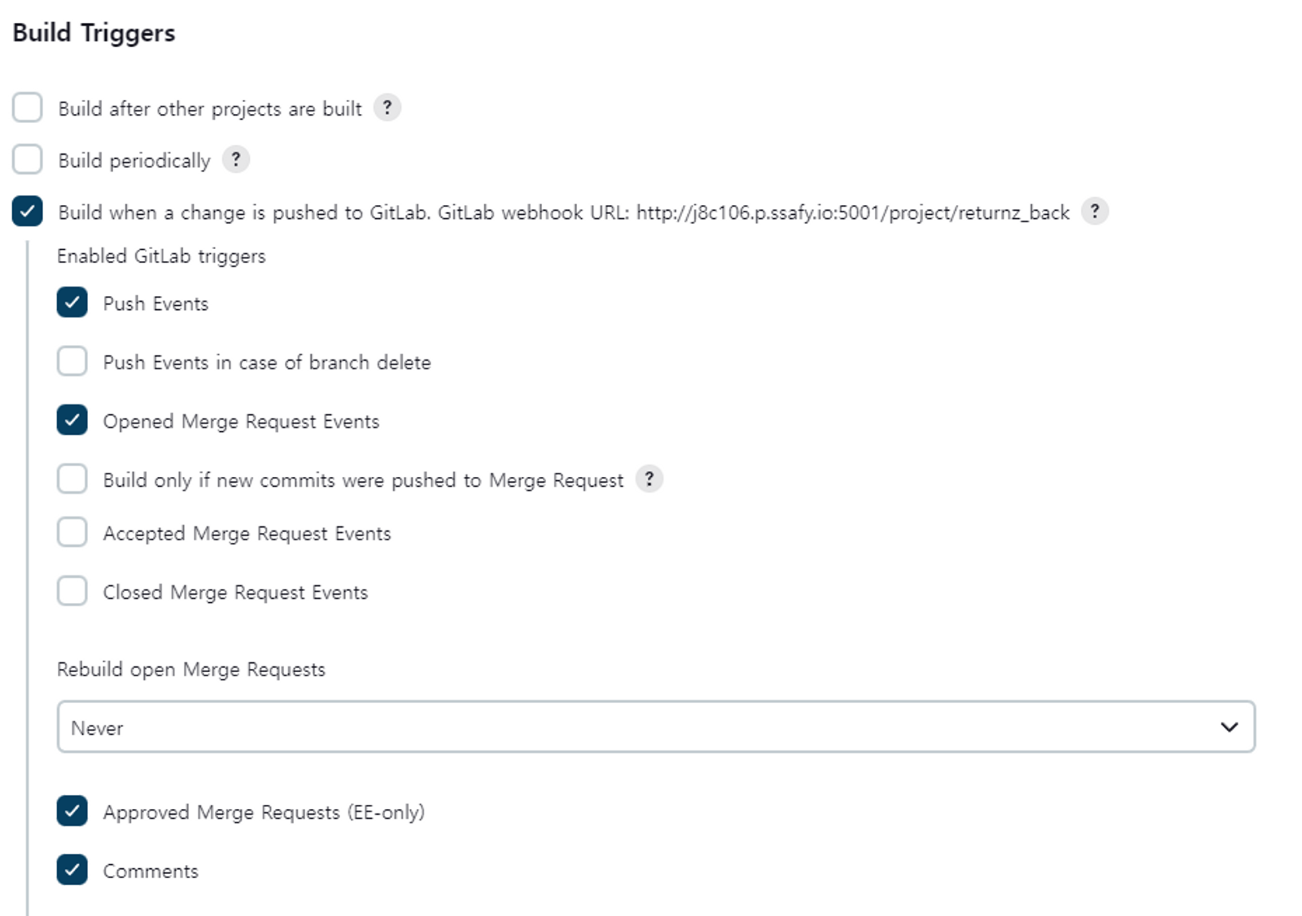 Build Triggers
Build after other projects are built ?
Build periodically ?
Build when a change is pushed to GitLab. GitLab webhook URL: http://j8c106.p.ssafy.io:5001/project/returnz_back ?
Enabled GitLab triggers
Push Events
Push Events in case of branch delete
Opened Merge Request Events
Build only if new commits were pushed to Merge Request ?
Accepted Merge Request Events
Closed Merge Request Events
Rebuild open Merge Requests
Never
Approved Merge Requests (EE-only)
Comments